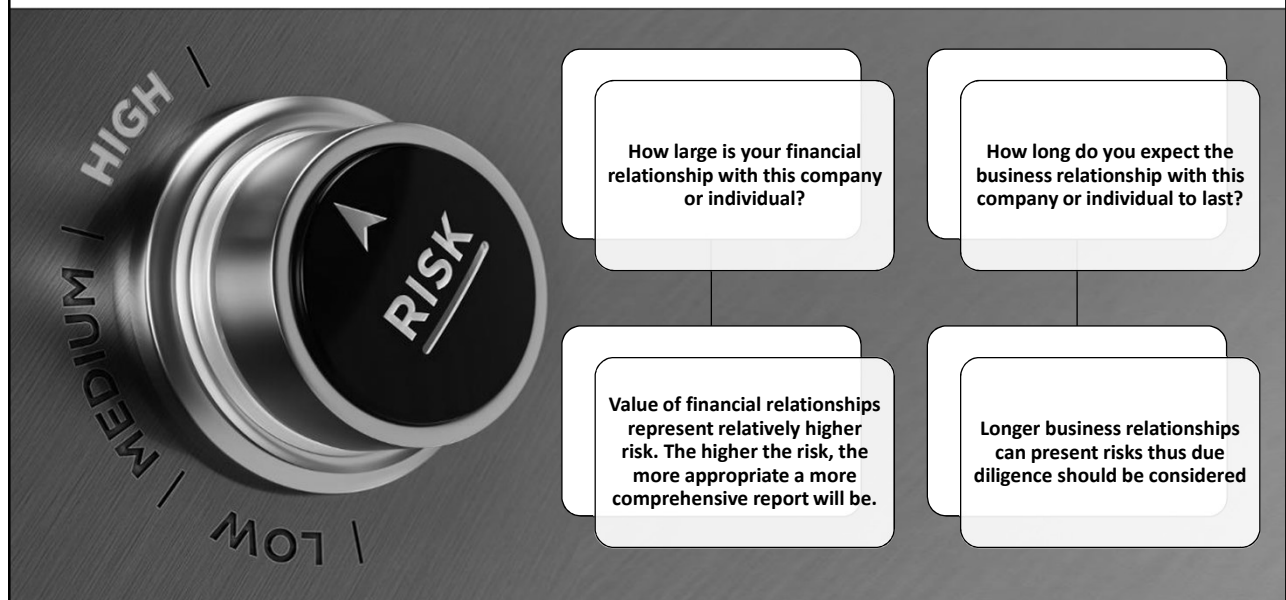 HIGH
MEDIUM
LOW
RISK
How large is your financial
relationship with this company
or individual?
How long do you expect the
business relationship with this
company or individual to last?
Value of financial relationships
represent relatively higher
risk. The higher the risk, the
more appropriate a more
comprehensive report will be.
Longer business relationships
can present risks thus due
diligence should be considered